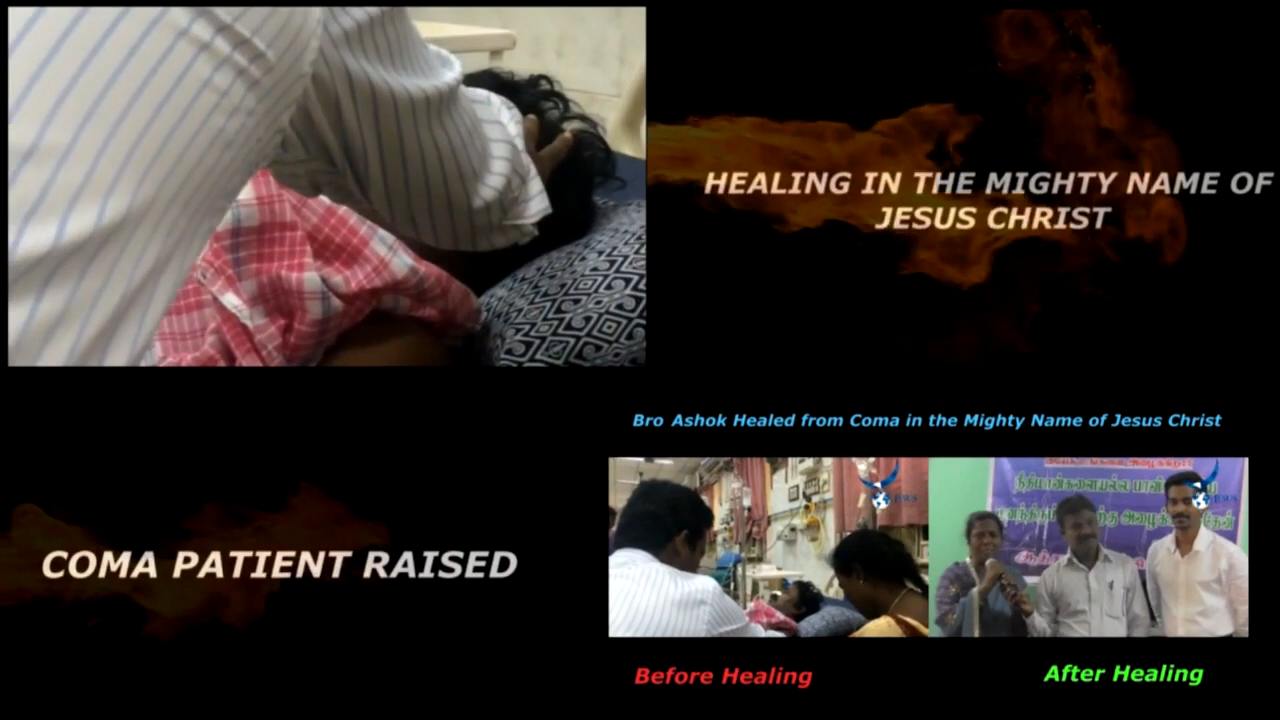 HEALING IN THE MIGHTY NAME OF
JESUS CHRIST
COMA PATIENT RAISED
Bro Ashok Healed from Coma in the Mighty Name of Jesus Christ
JESUS
Before Healing
After Healing